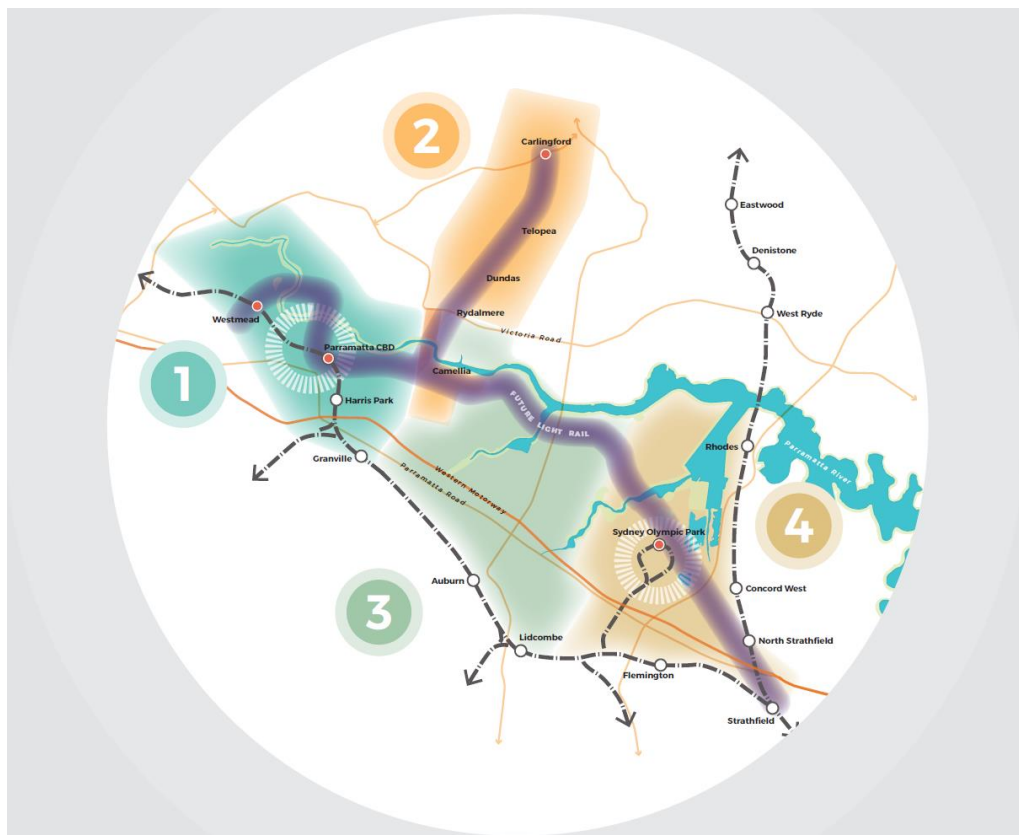 2
Carlingford
Eastwood
Telopea
Denistone
Dundas
Rydalmere
West Ryde
Westmead
Victoria Road
Parramatta CBD
Camellia
1
Harris Park
FUTURE LIGHT RAIL
Rhodes
Parramatta River
Granville
Parramatta Road
Western Motorway
4
Sydney Olympic Park
Auburn
Concord West
3
Lidcombe
North Strathfield
Flemington
Strathfield